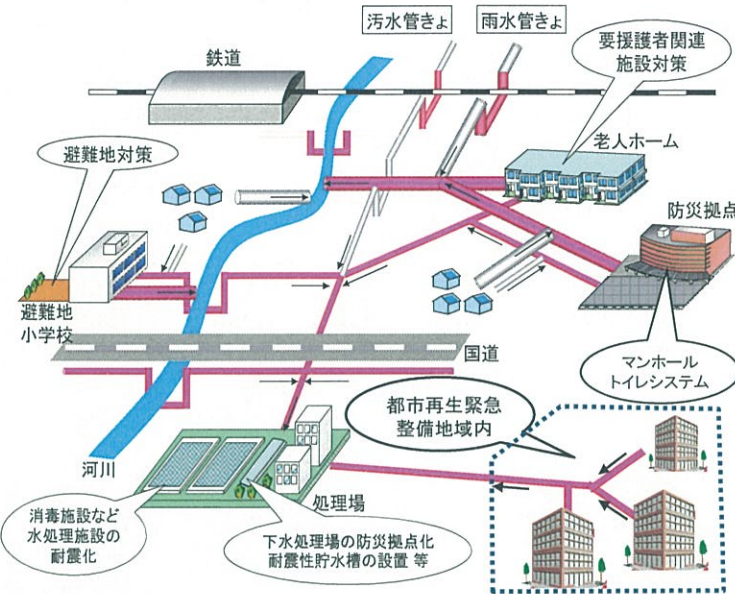 汚水管きょ
雨水管きょ
鉄道
要援護者関連
施設対策
避難地対策
老人ホーム
防災拠点
避難地
小学校
国道
マンホール
トイレシステム
都市再生緊急
整備地域内
河川
処理場
消毒施設など
水処理施設の
耐震化
下水処理場の防災拠点化
耐震性貯水槽の設置 等